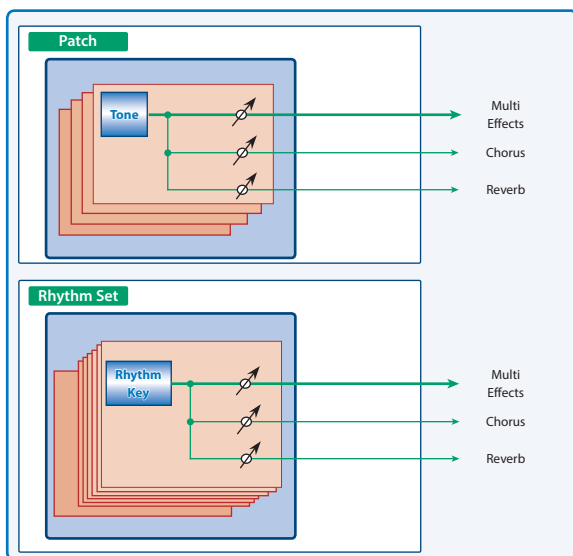 Patch
Tone
Multi
Effects
Chorus
Reverb
Rhythm Set
Rhythm
Key
Multi
Effects
Chorus
Reverb